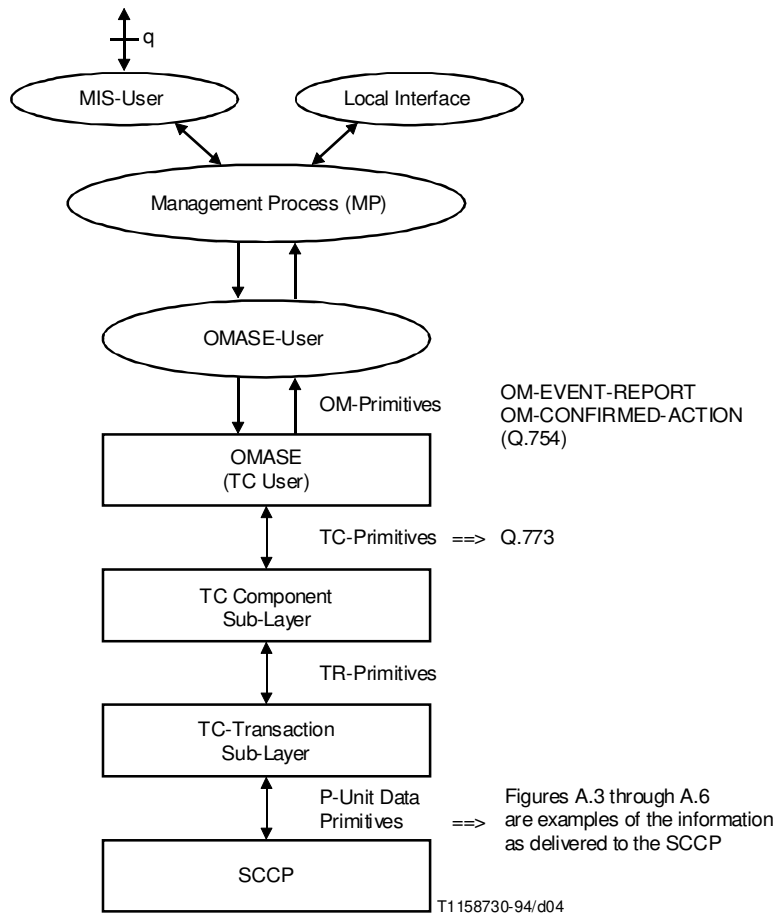 q
MIS-User
Local Interface
Management Process (MP)
OMASE-User
OM-Primitives
OM-EVENT-REPORT
OM-CONFIRMED-ACTION
(Q.754)
OMASE
(TC User)
TC-Primitives ==> Q.773
TC Component
Sub-Layer
TR-Primitives
TC-Transaction
Sub-Layer
P-Unit Data
Primitives ==>
Figures A.3 through A.6
are examples of the information
as delivered to the SCCP
SCCP
T1158730-94/d04